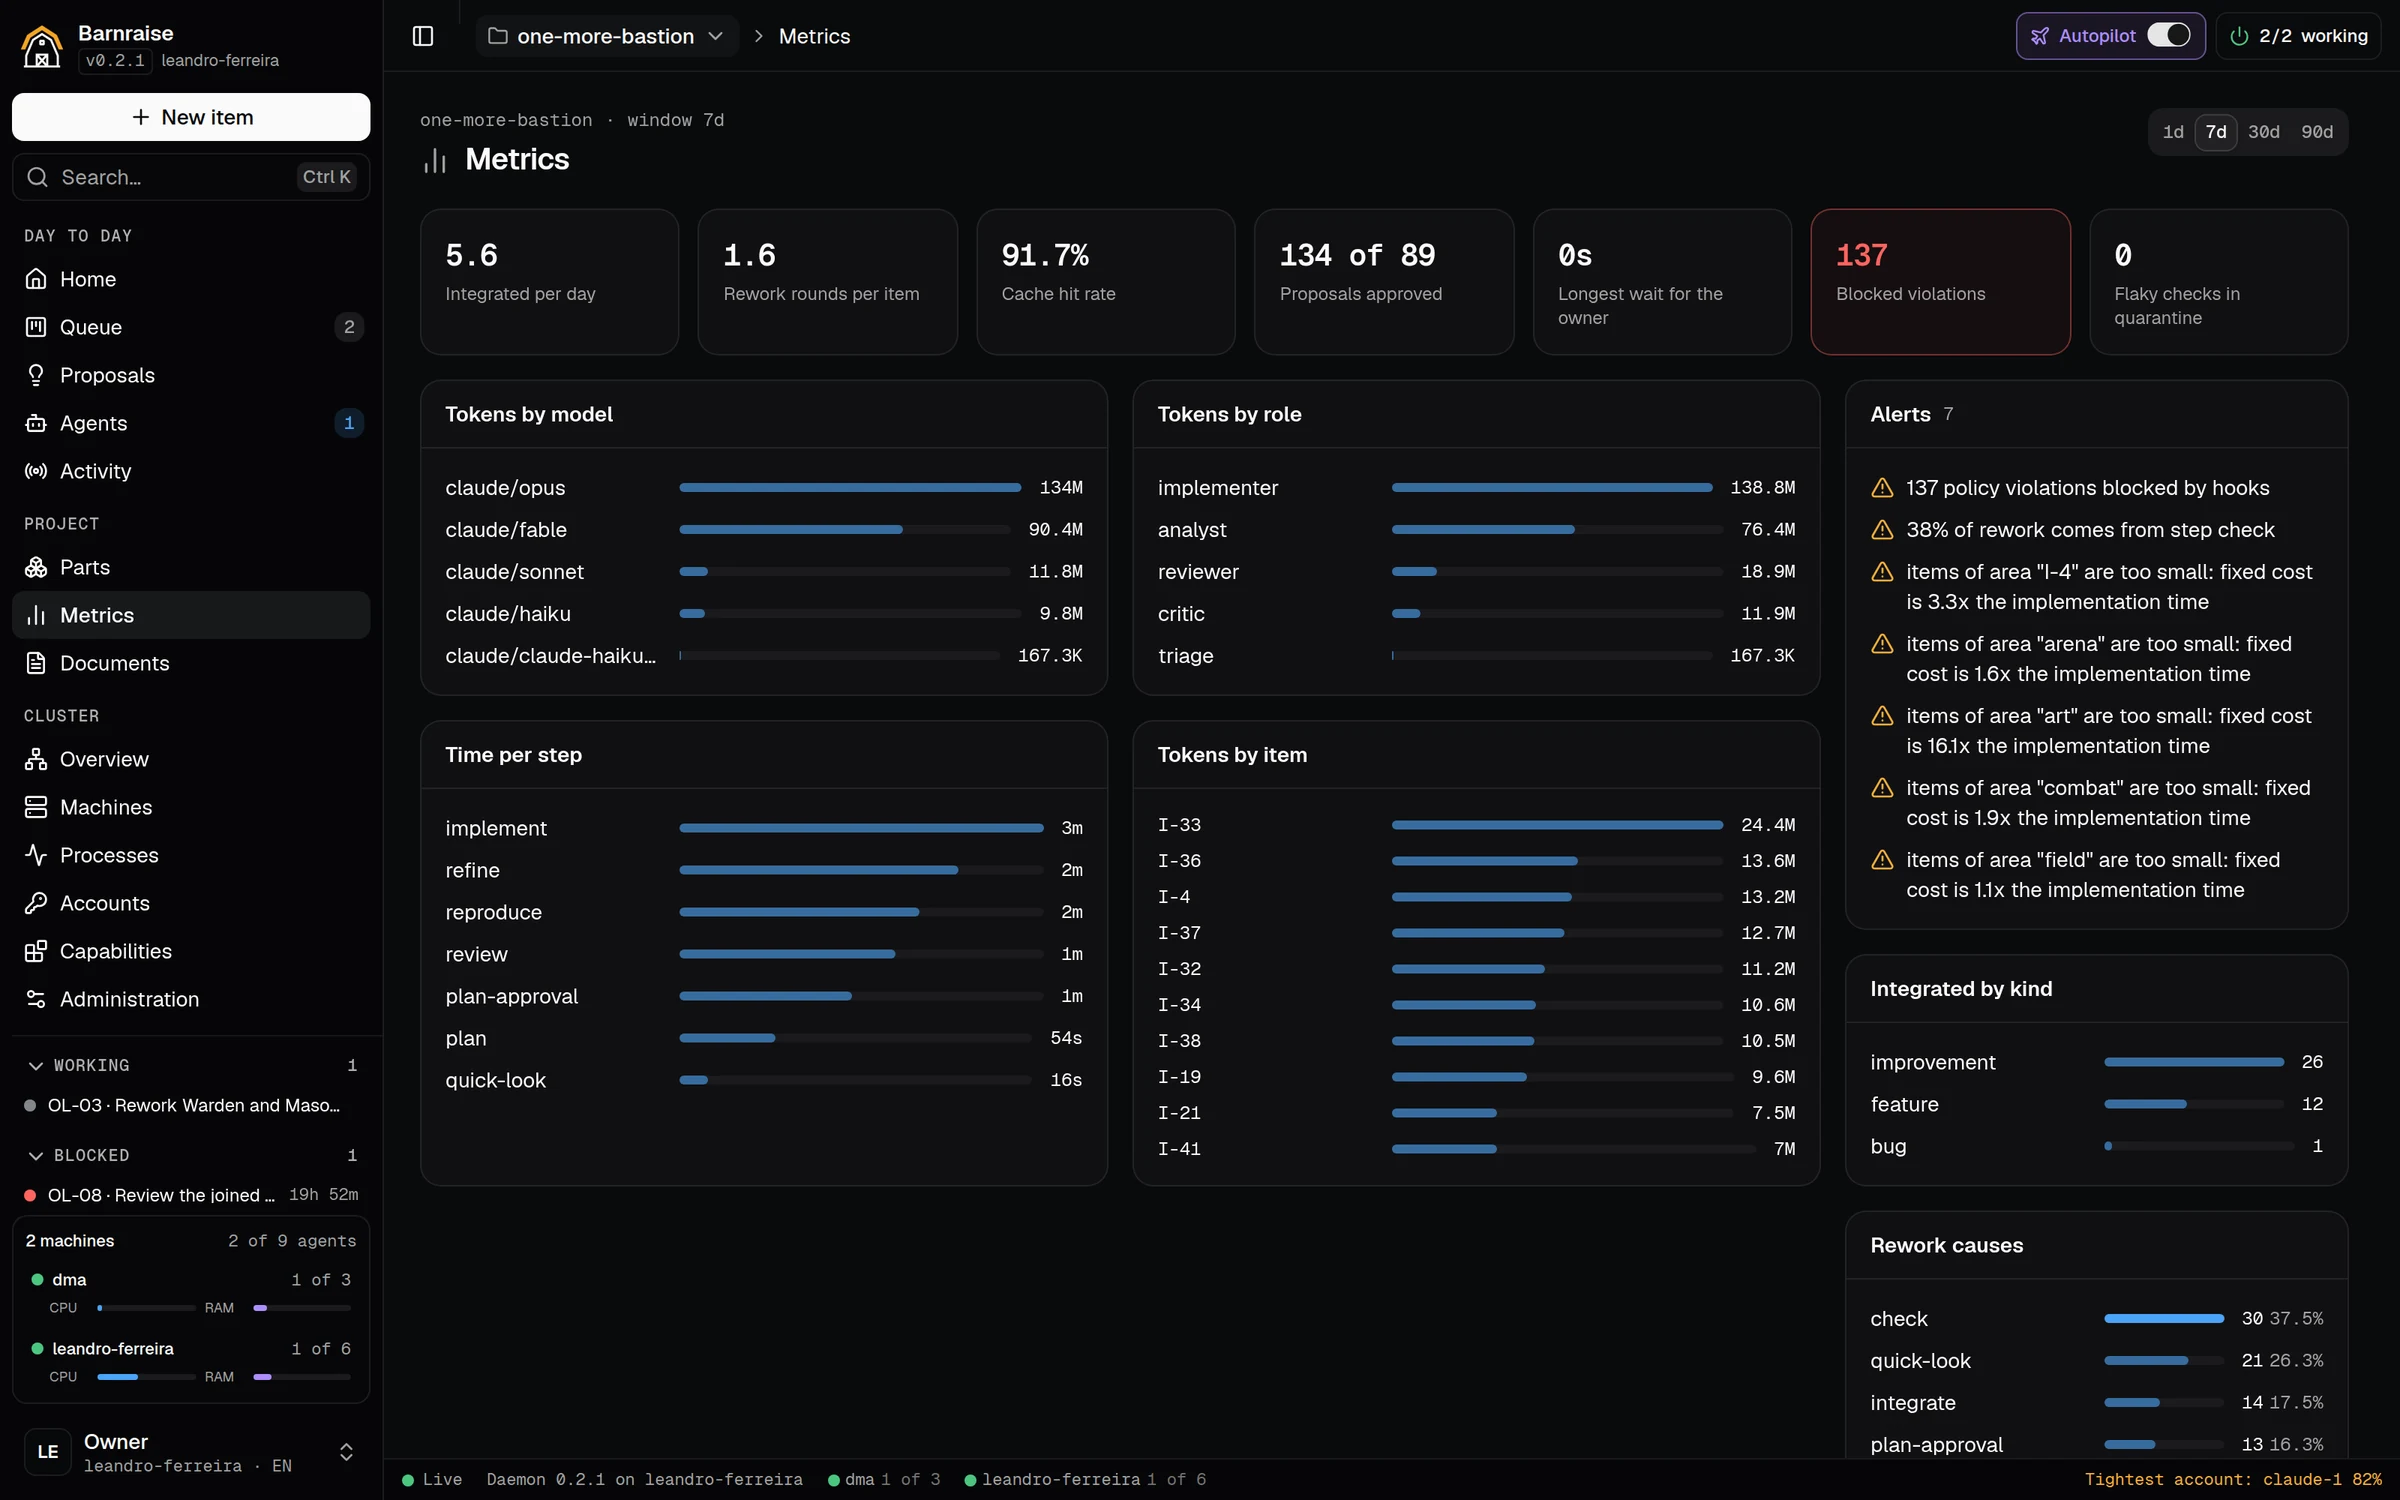 Barnraise
v0.2.1 leandro-ferreira
New item
Search... Ctrl K
DAY TO DAY
Home
Queue 2
Proposals
Agents 1
Activity
PROJECT
Parts
Metrics
Documents
CLUSTER
Overview
Machines
Processes
Accounts
Capabilities
Administration
WORKING 1
OL-03 · Rework Warden and Maso...
BLOCKED 1
OL-08 · Review the joined ... 19h 52m
2 machines 2 of 9 agents
dma 1 of 3
CPU RAM
leandro-ferreira 1 of 6
CPU RAM
LE
Owner
leandro-ferreira · EN
one-more-bastion Metrics
Autopilot
2/2 working
one-more-bastion · window 7d
Metrics
1d 7d 30d 90d
5.6
Integrated per day
1.6
Rework rounds per item
91.7%
Cache hit rate
134 of 89
Proposals approved
0s
Longest wait for the
owner
137
Blocked violations
0
Flaky checks in
quarantine
Tokens by model
claude/opus 134M
claude/fable 90.4M
claude/sonnet 11.8M
claude/haiku 9.8M
claude/claude-haiku... 167.3K
Tokens by role
implementer 138.8M
analyst 76.4M
reviewer 18.9M
critic 11.9M
triage 167.3K
Time per step
implement 3m
refine 2m
reproduce 2m
review 1m
plan-approval 1m
plan 54s
quick-look 16s
Tokens by item
I-33 24.4M
I-36 13.6M
I-4 13.2M
I-37 12.7M
I-32 11.2M
I-34 10.6M
I-38 10.5M
I-19 9.6M
I-21 7.5M
I-41 7M
Alerts 7
137 policy violations blocked by hooks
38% of rework comes from step check
items of area "I-4" are too small: fixed cost
is 3.3x the implementation time
items of area "arena" are too small: fixed
cost is 1.6x the implementation time
items of area "art" are too small: fixed cost
is 16.1x the implementation time
items of area "combat" are too small: fixed
cost is 1.9x the implementation time
items of area "field" are too small: fixed
cost is 1.1x the implementation time
Integrated by kind
improvement 26
feature 12
bug 1
Rework causes
check 30 37.5%
quick-look 21 26.3%
integrate 14 17.5%
plan-approval 13 16.3%
Live Daemon 0.2.1 on leandro-ferreira dma 1 of 3 leandro-ferreira 1 of 6
Tightest account: claude-1 82%